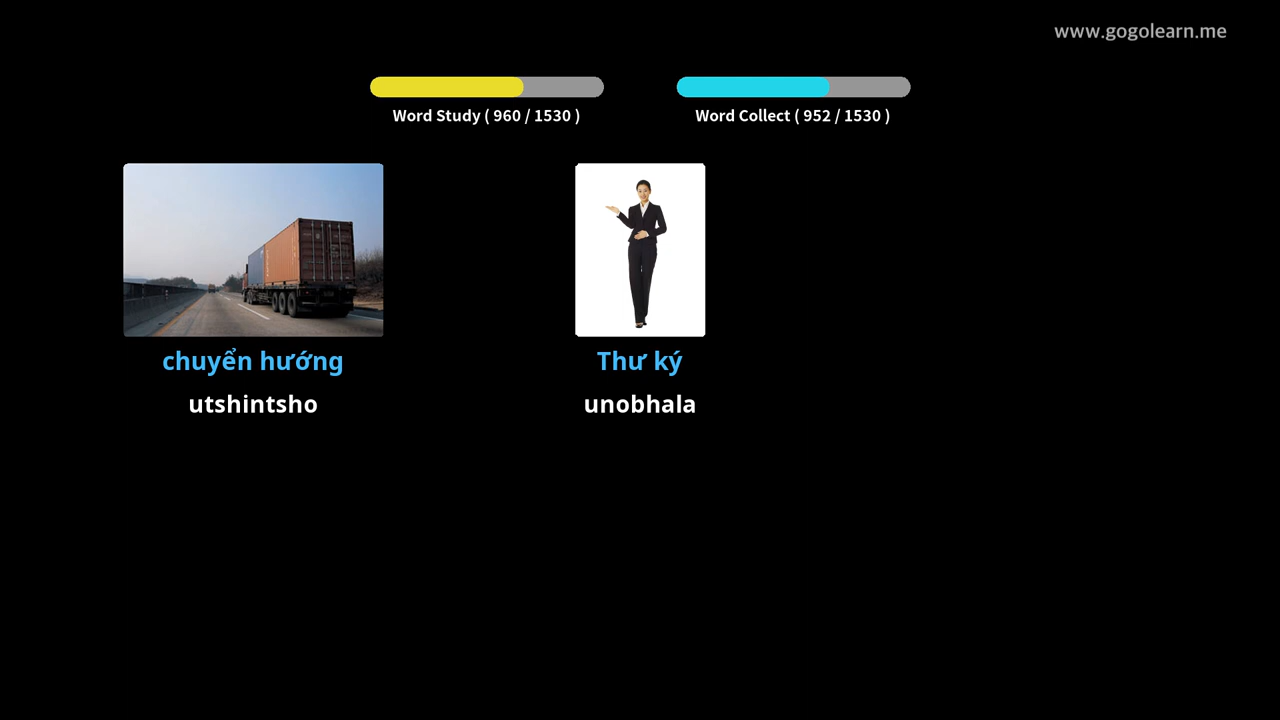 www.gogolearn.me
Word Study ( 960 / 1530 )
Word Collect ( 952 / 1530 )
chuyển hướng
utshintsho
Thư ký
unobhala